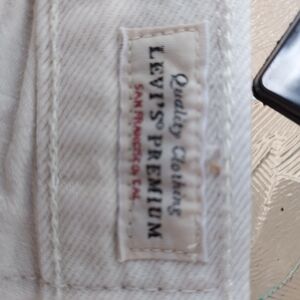 Quality Clothing
LEVI'S® PREMIUM
SAN FRANCISCO CAL.